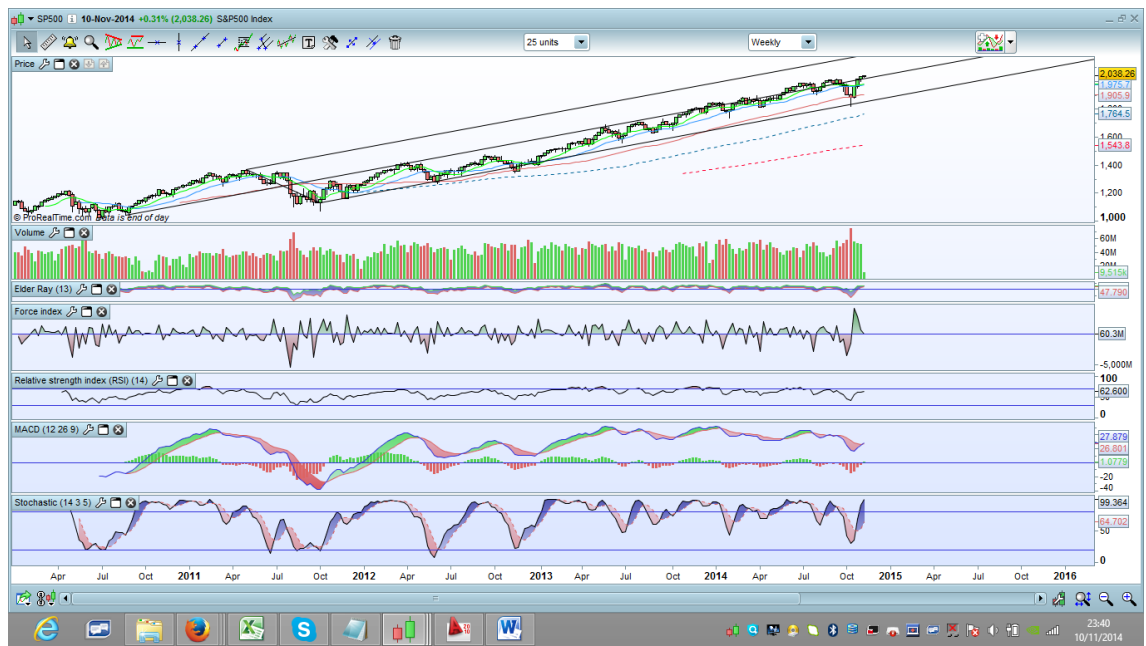 SP500 i 10-Nov-2014 +0.31% (2,038.26) S&P500 Index
25 units Weekly
Price
2,038.26
1,975.7
1,905.9
1,764.5
1,600
1,543.8
1,400
1,200
1,000
© ProRealTime.com Data is end of day
Volume
60M
40M
20M
9,515k
Elder Ray (13)
47.790
Force index
60.3M
-5,000M
Relative strength index (RSI) (14)
100
62.600
0
MACD (12 26 9)
27.879
26.801
1.0779
-20
-40
Stochastic (14 3 5)
99.364
64.702
50
0
Apr Jul Oct 2011 Apr Jul Oct 2012 Apr Jul Oct 2013 Apr Jul Oct 2014 Apr Jul Oct 2015 Apr Jul Oct 2016
23:40
10/11/2014